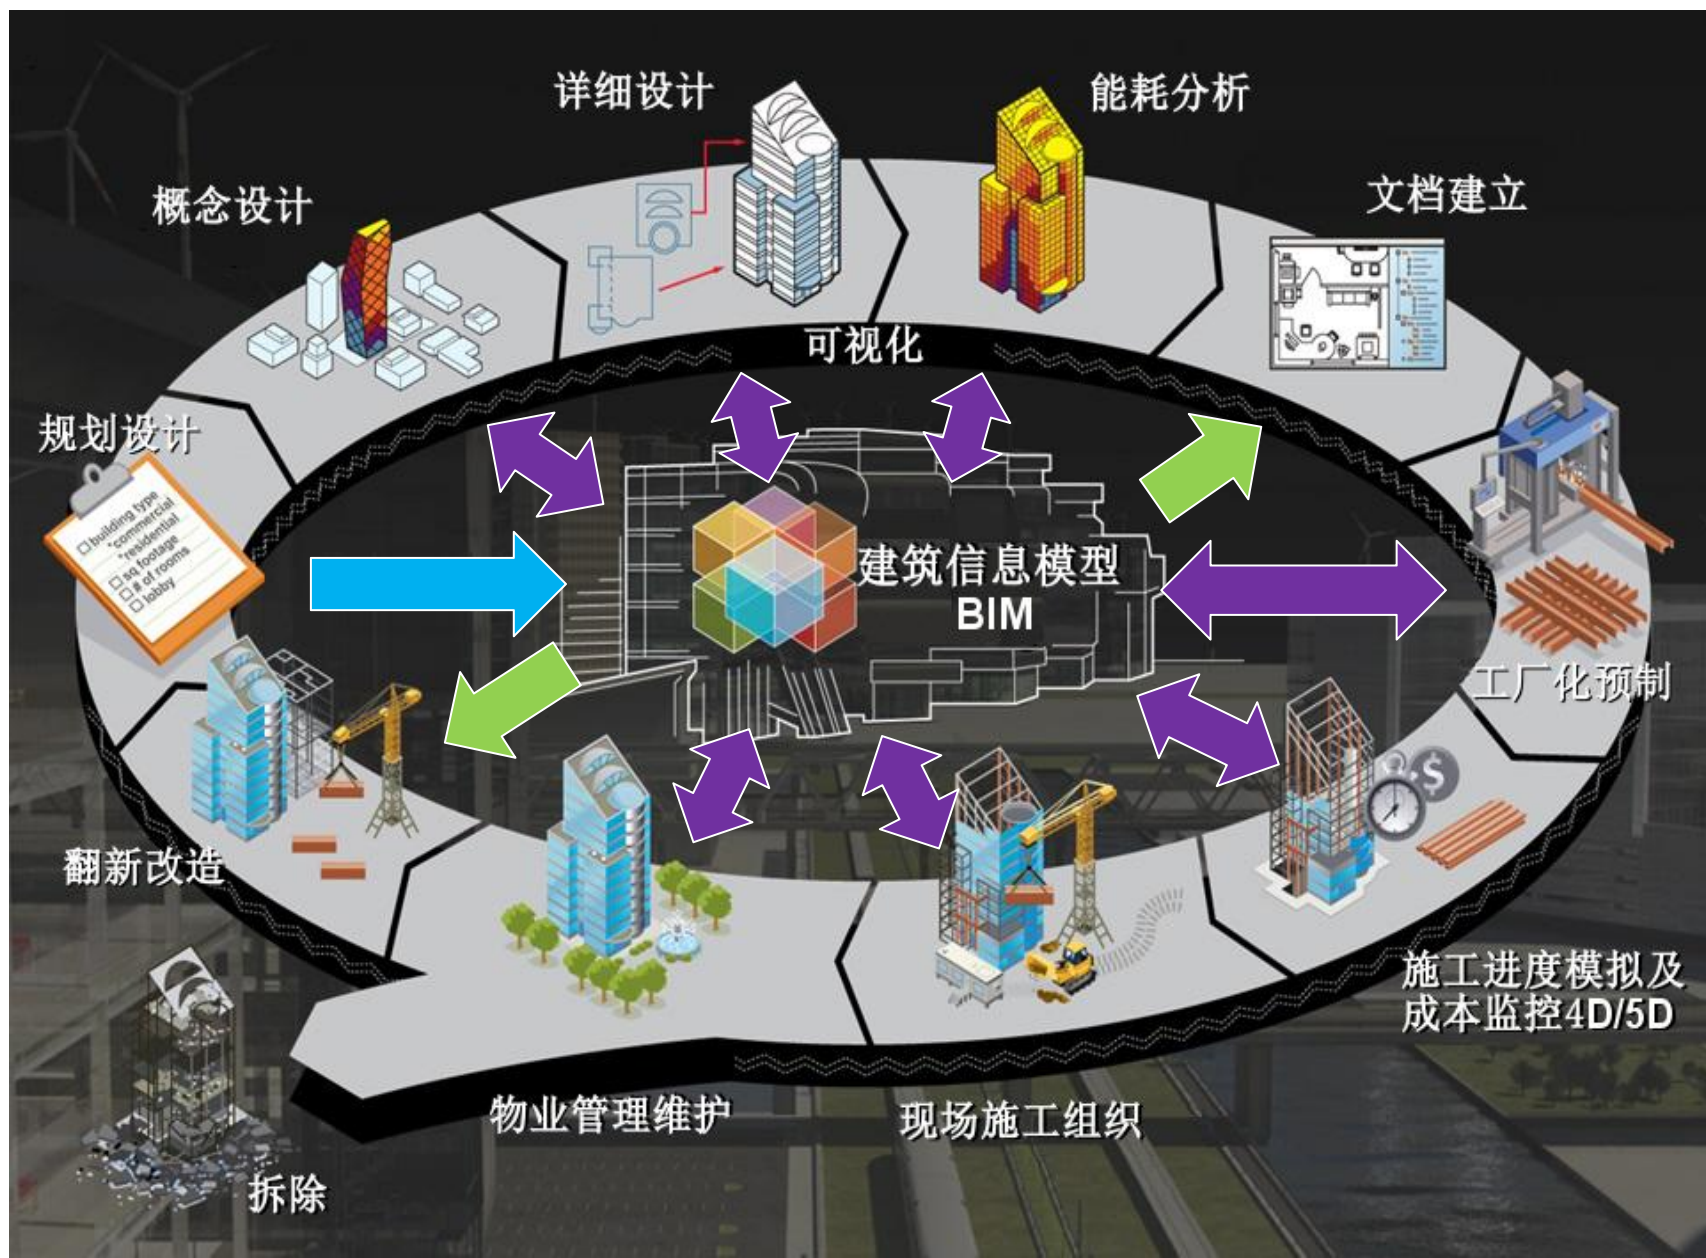 详细设计
能耗分析
概念设计
文档建立
可视化
规划设计
building type
*commercial
*residential
sq footage
# of rooms
lobby
建筑信息模型
BIM
工厂化预制
$
翻新改造
施工进度模拟及
成本监控4D/5D
物业管理维护
现场施工组织
拆除